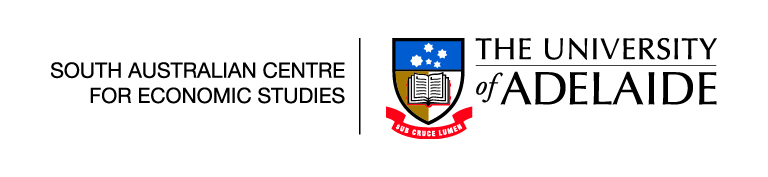 SOUTH AUSTRALIAN CENTRE
FOR ECONOMIC STUDIES
THE UNIVERSITY
of ADELAIDE
SUB CRUCE LUMEN